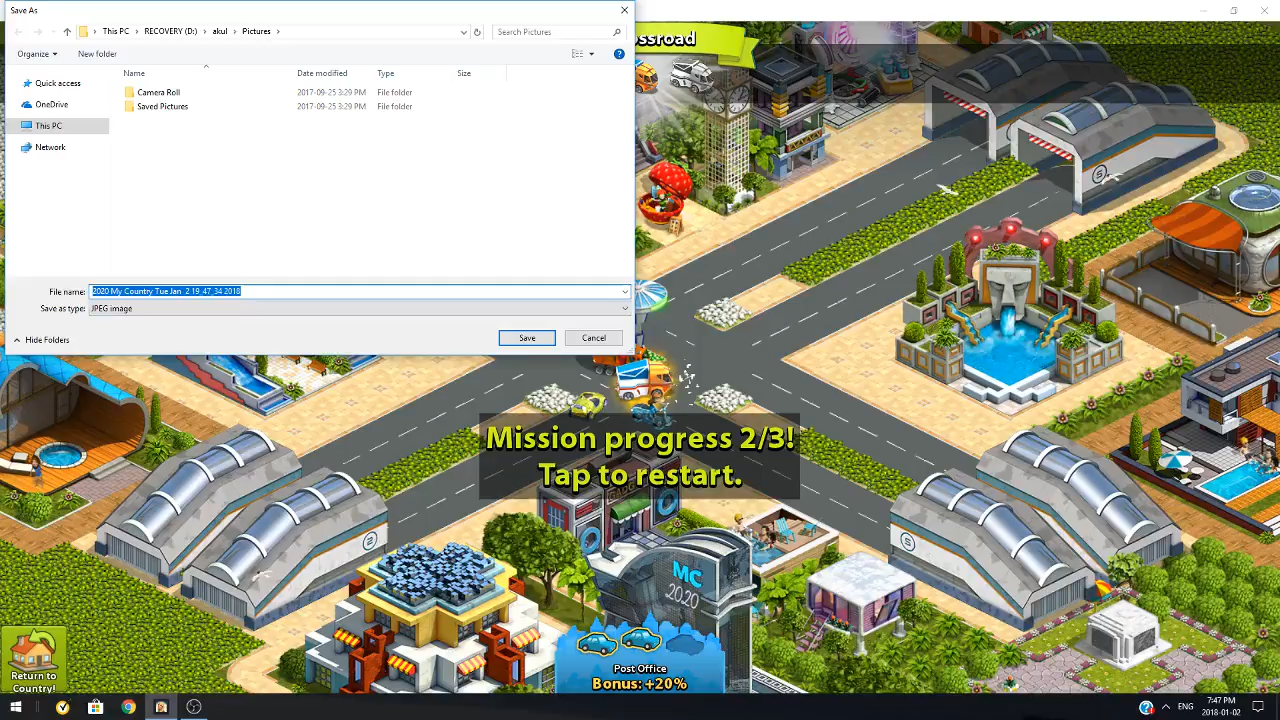 Save As
This PC
RECOVERY (D:)
akul
Pictures
Search Pictures
Organize
New folder
?
Name
Date modified
Type
Size
Quick access
OneDrive
This PC
Network
Camera Roll
2017-09-25 3:29 PM
File folder
Saved Pictures
2017-09-25 3:29 PM
File folder
File name:
2020 My Country Tue Jan 2 19_47_34 2018
Save as type:
JPEG image
Hide Folders
Save
Cancel
ossroad
S
Mission progress 2/3!
Tap to restart.
2
S
MC
2020
Post Office
Bonus: +20%
Return to
Country!
?
ENG
7:47 PM
2018-01-02